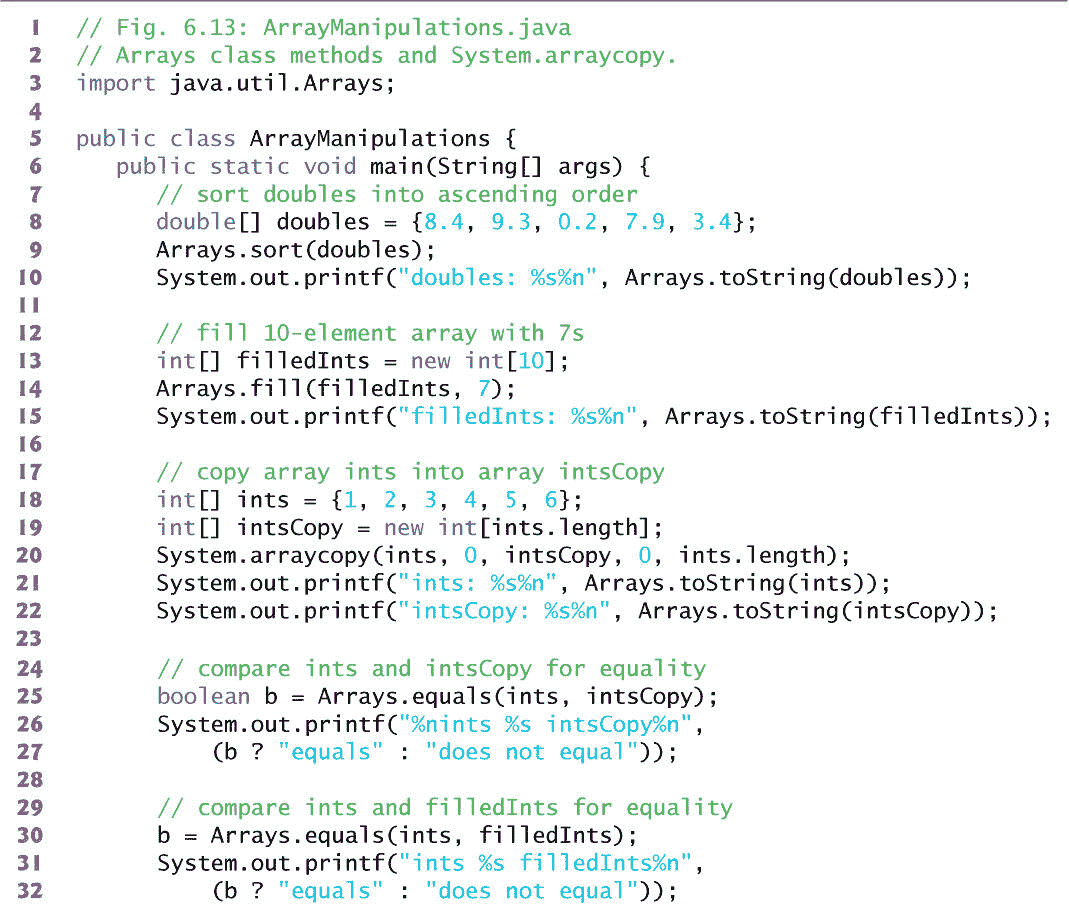 1 // Fig. 6.13: ArrayManipulations.java
2 // Arrays class methods and System.arraycopy.
3 import java.util.Arrays;
4
5 public class ArrayManipulations {
6    public static void main(String[] args) {
7       // sort doubles into ascending order
8       double[] doubles = {8.4, 9.3, 0.2, 7.9, 3.4};
9       Arrays.sort(doubles);
10       System.out.printf("doubles: %s%n", Arrays.toString(doubles));
11
12       // fill 10-element array with 7s
13       int[] filledInts = new int[10];
14       Arrays.fill(filledInts, 7);
15       System.out.printf("filledInts: %s%n", Arrays.toString(filledInts));
16
17       // copy array ints into array intsCopy
18       int[] ints = {1, 2, 3, 4, 5, 6};
19       int[] intsCopy = new int[ints.length];
20       System.arraycopy(ints, 0, intsCopy, 0, ints.length);
21       System.out.printf("ints: %s%n", Arrays.toString(ints));
22       System.out.printf("intsCopy: %s%n", Arrays.toString(intsCopy));
23
24       // compare ints and intsCopy for equality
25       boolean b = Arrays.equals(ints, intsCopy);
26       System.out.printf("%nints %s intsCopy%n",
27           (b ? "equals" : "does not equal"));
28
29       // compare ints and filledInts for equality
30       b = Arrays.equals(ints, filledInts);
31       System.out.printf("ints %s filledInts%n",
32           (b ? "equals" : "does not equal"));